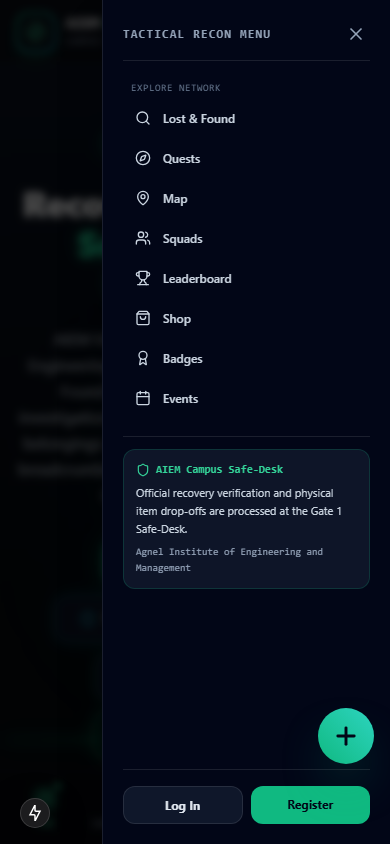 TACTICAL RECON MENU
EXPLORE NETWORK
Lost & Found
Quests
Map
Squads
Leaderboard
Shop
Badges
Events
AIEM Campus Safe-Desk
Official recovery verification and physical
item drop-offs are processed at the Gate 1
Safe-Desk.
Agnel Institute of Engineering and
Management
Log In
Register